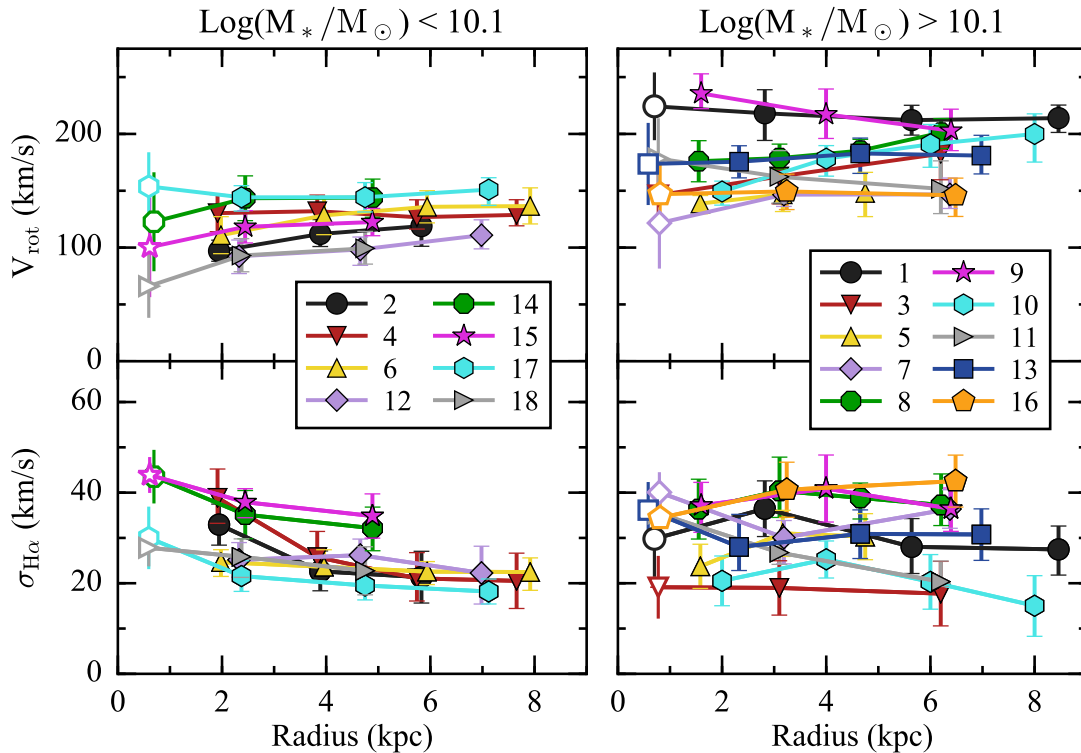 Log(M*/M⊙) < 10.1
Log(M*/M⊙) > 10.1
Vrot (km/s)
200
100
0
2 14
4 15
6 17
12 18
1 9
3 10
5 11
7 13
8 16
σHα (km/s)
60
40
20
0
0 2 4 6 8
0 2 4 6 8
Radius (kpc)
Radius (kpc)